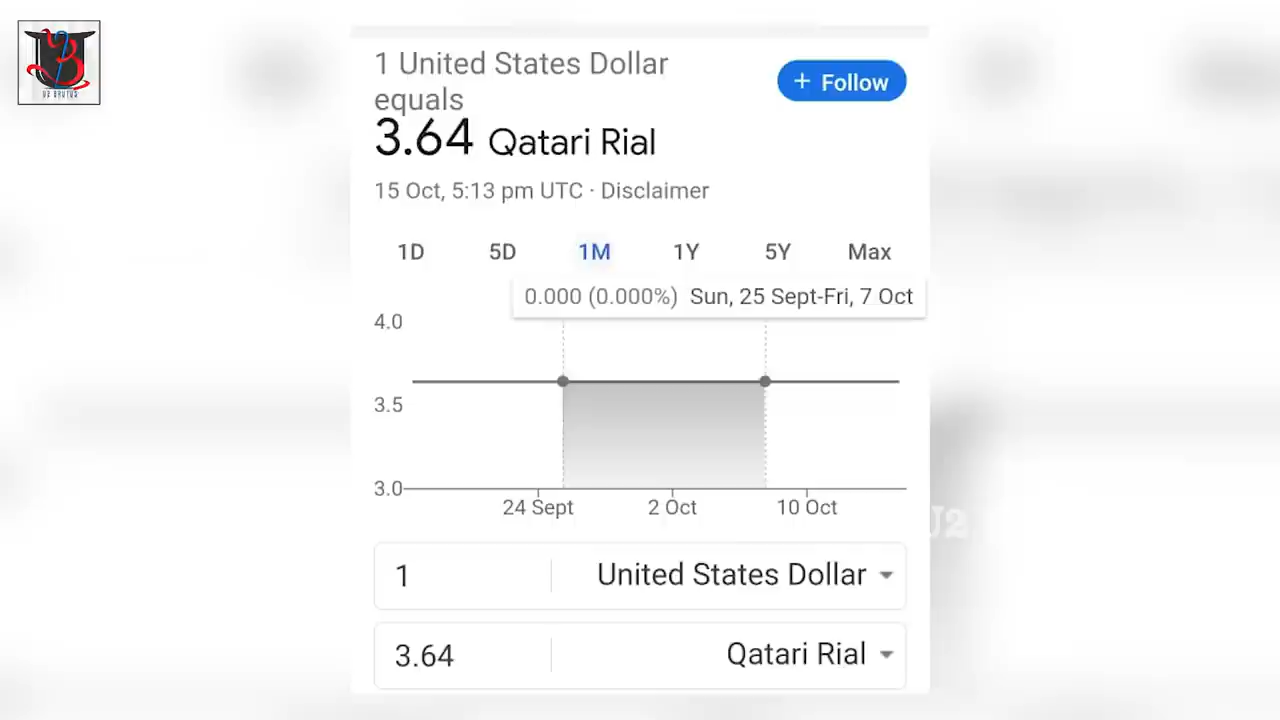 1 United States Dollar
equals
+ Follow
3.64 Qatari Rial
15 Oct, 5:13 pm UTC · Disclaimer
1D 5D 1M 1Y 5Y Max
0.000 (0.000%) Sun, 25 Sept-Fri, 7 Oct
4.0
3.5
3.0
24 Sept 2 Oct 10 Oct
1 United States Dollar
3.64 Qatari Rial